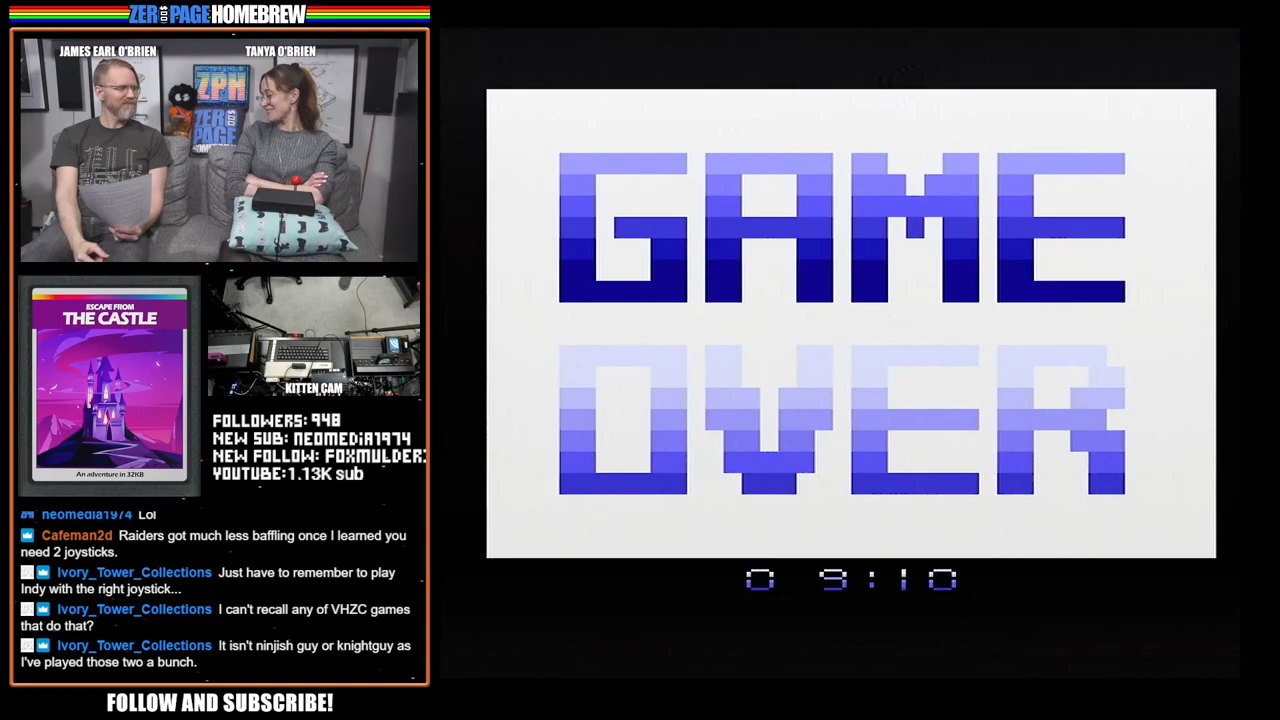 ZEROPAGE HOMEBREW
JAMES EARL O'BRIEN
TANYA O'BRIEN
ZPH
ZERO
PAGE
ESCAPE FROM
THE CASTLE
An adventure in 32KB
KITTEN CAM
FOLLOWERS: 948
NEW SUB: NEOMEDIA1974
NEW FOLLOW: FOXMULDER
YOUTUBE:1.13K sub
neomedia1974 Lol
Cafeman2d Raiders got much less baffling once I learned you
need 2 joysticks.
Ivory_Tower_Collections Just have to remember to play
Indy with the right joystick...
Ivory_Tower_Collections I can't recall any of VHZC games
that do that?
Ivory_Tower_Collections It isn't ninjish guy or knightguy as
I've played those two a bunch.
FOLLOW AND SUBSCRIBE!
GAME
OVER
0 9:10